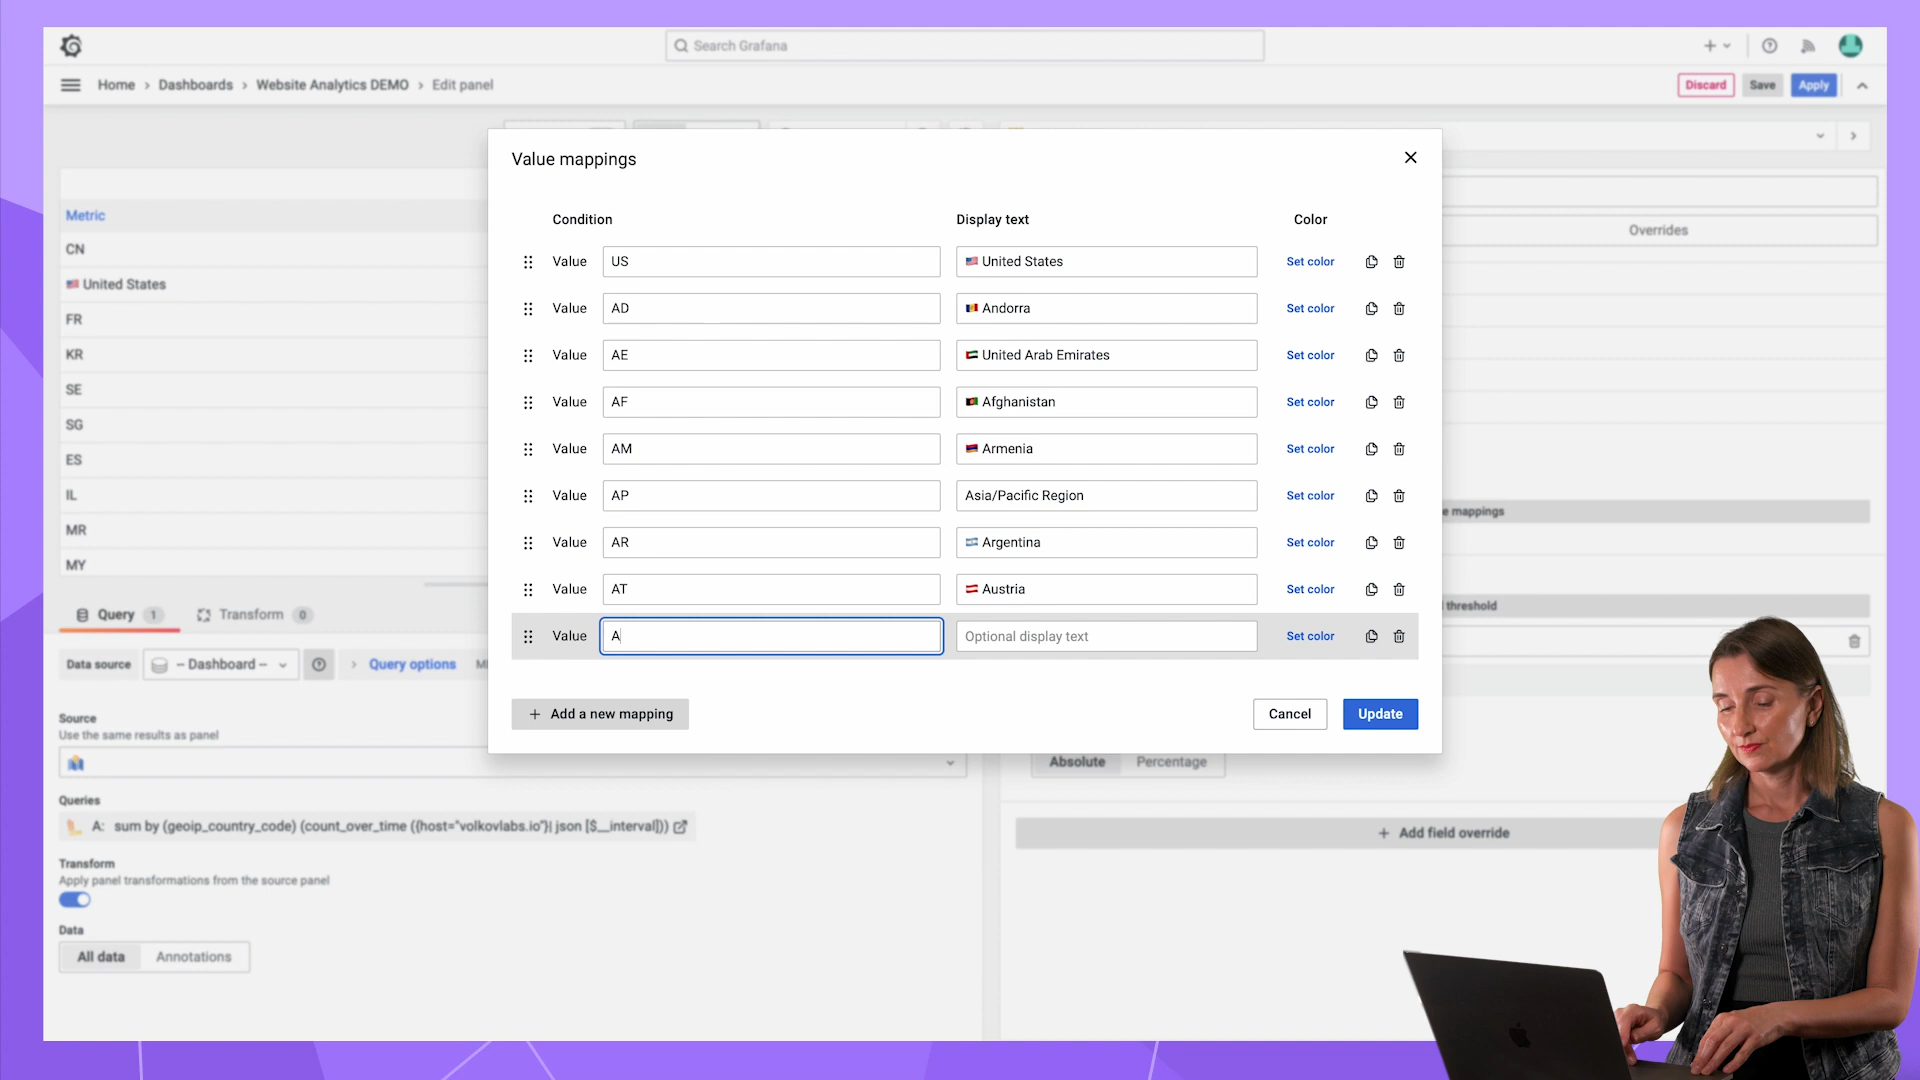 Search Grafana
Home › Dashboards › Website Analytics DEMO › Edit panel
Discard
Save
Apply
Value mappings
Condition
Display text
Color
Value US 🇺🇸 United States Set color
Value AD 🇦🇩 Andorra Set color
Value AE 🇦🇪 United Arab Emirates Set color
Value AF 🇦🇫 Afghanistan Set color
Value AM 🇦🇲 Armenia Set color
Value AP Asia/Pacific Region Set color
Value AR 🇦🇷 Argentina Set color
Value AT 🇦🇹 Austria Set color
Value A Optional display text Set color
+ Add a new mapping
Cancel
Update
Metric
CN
🇺🇸 United States
FR
KR
SE
SG
ES
IL
MR
MY
Query 1
Transform 0
Data source
-- Dashboard --
Query options
Source
Use the same results as panel
Queries
A: sum by (geoip_country_code) (count_over_time ({host="volkovlabs.io"}| json [$__interval]))
Transform
Apply panel transformations from the source panel
Data
All data
Annotations
Overrides
e mappings
threshold
Absolute
Percentage
+ Add field override